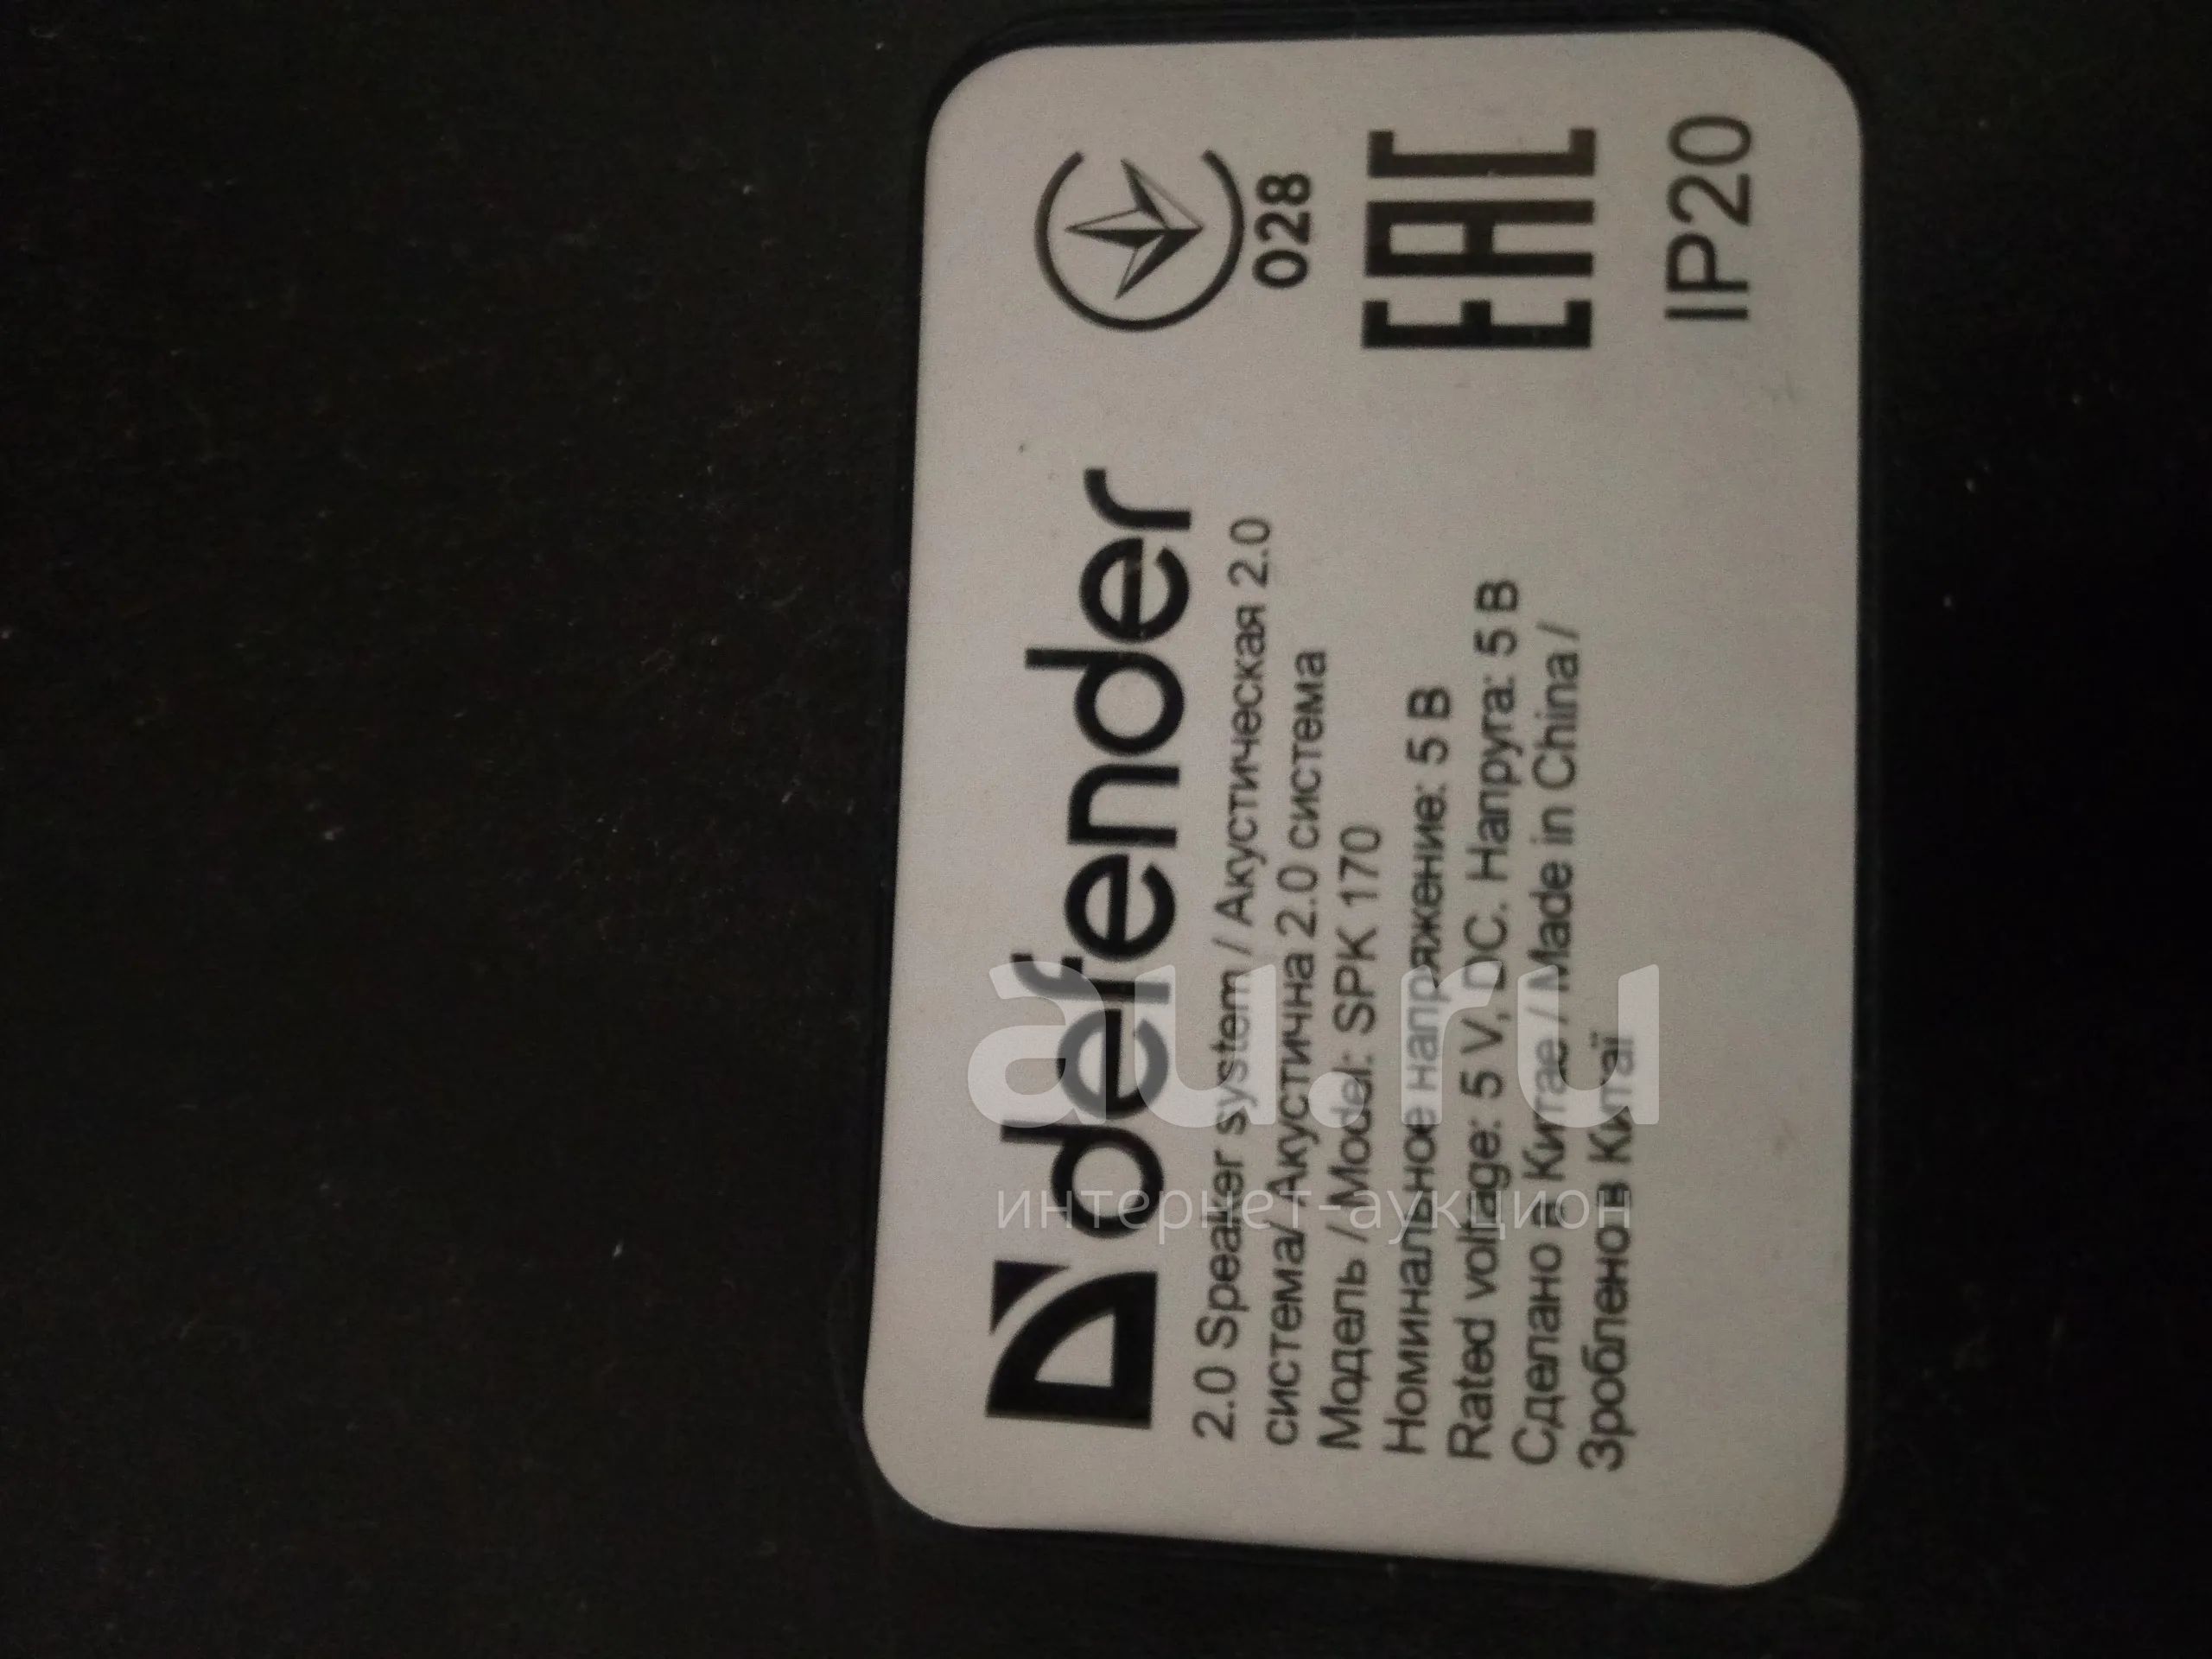 defender
2.0 Speaker system / Акустическая 2.0
система/ Акустична 2.0 система
Модель / Model: SPK 170
Номинальное напряжение: 5 В
Rated voltage: 5 V, DC. Напруга: 5 В
Сделано в Китае / Made in China /
Зроблено в Китаї
028
EAC
IP20
au.ru
интернет-аукцион